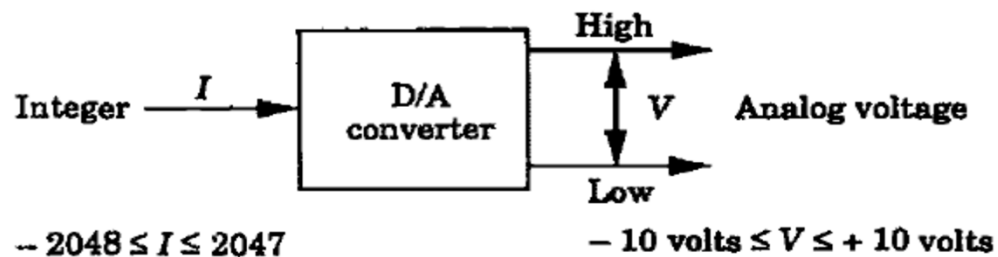 High
I
Integer
D/A
converter
V
Analog voltage
Low
− 2048 ≤ I ≤ 2047
− 10 volts ≤ V ≤ + 10 volts